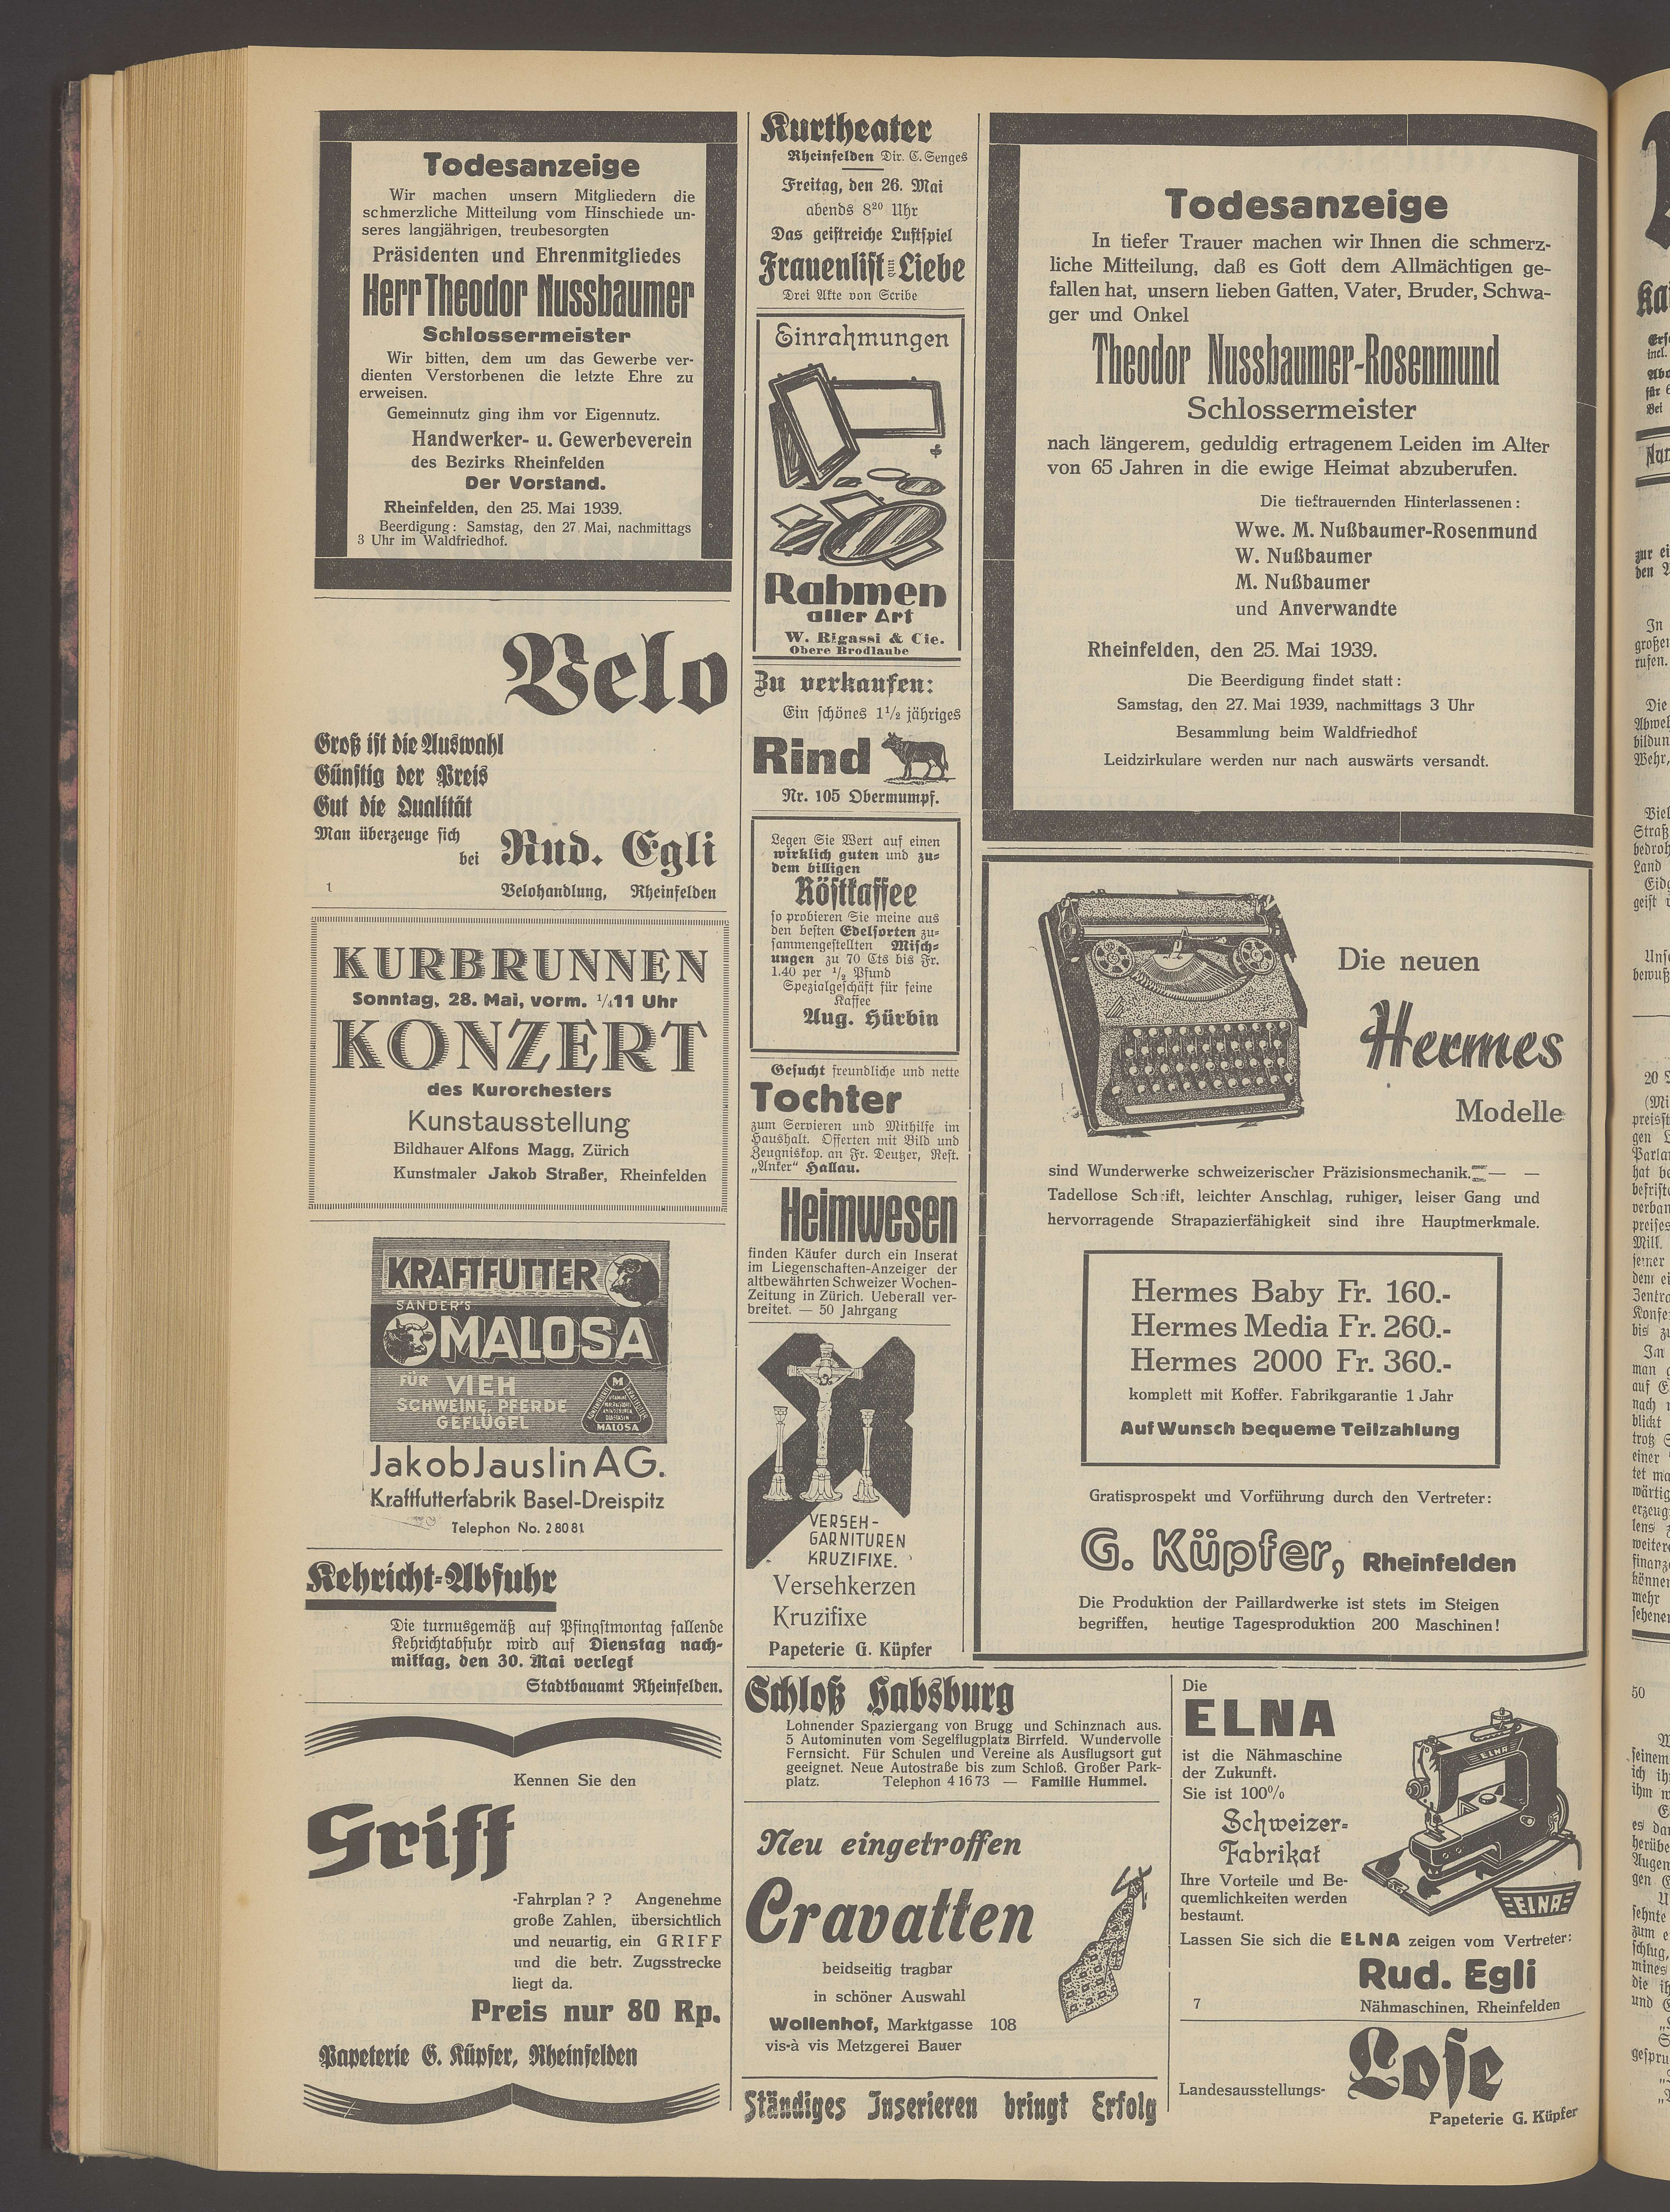 Todesanzeige
Wir machen unsern Mitgliedern die
schmerzliche Mitteilung vom Hinschiede un-
seres langjährigen, treubesorgten
Präsidenten und Ehrenmitgliedes
Herr Theodor Nussbaumer
Schlossermeister
Wir bitten, dem um das Gewerbe ver-
dienten Verstorbenen die letzte Ehre zu
erweisen.
Gemeinnutz ging ihm vor Eigennutz.
Handwerker- u. Gewerbeverein
des Bezirks Rheinfelden
Der Vorstand.
Rheinfelden, den 25. Mai 1939.
Beerdigung: Samstag, den 27. Mai, nachmittags
3 Uhr im Waldfriedhof.
Velo
Groß ist die Auswahl
Günstig der Preis
Gut die Qualität
Man überzeuge sich
bei Rud. Egli
1 Velohandlung, Rheinfelden
KURBRUNNEN
Sonntag, 28. Mai, vorm. 1/411 Uhr
KONZERT
des Kurorchesters
Kunstausstellung
Bildhauer Alfons Magg, Zürich
Kunstmaler Jakob Straßer, Rheinfelden
KRAFTFUTTER
SANDER'S
MALOSA
FÜR VIEH
SCHWEINE, PFERDE
GEFLÜGEL
M
MALOSA
Jakob Jauslin AG.
Kraftfutterfabrik Basel-Dreispitz
Telephon No. 28081
Kehricht-Abfuhr
Die turnusgemäß auf Pfingstmontag fallende
Kehrichtabfuhr wird auf Dienstag nach-
mittag, den 30. Mai verlegt
Stadtbauamt Rheinfelden.
Kennen Sie den
Griff
-Fahrplan ? ? Angenehme
große Zahlen, übersichtlich
und neuartig, ein GRIFF
und die betr. Zugsstrecke
liegt da.
Preis nur 80 Rp.
Papeterie G. Küpfer, Rheinfelden
Kurtheater
Rheinfelden Dir. C. Senges
Freitag, den 26. Mai
abends 8²⁰ Uhr
Das geistreiche Lustspiel
Frauenlist und Liebe
Drei Akte von Scribe
Einrahmungen
Rahmen
aller Art
W. Rigassi & Cie.
Obere Brodlaube
Zu verkaufen:
Ein schönes 1½ jähriges
Rind
Nr. 105 Obermumpf.
Legen Sie Wert auf einen
wirklich guten und zu-
dem billigen
Röstkaffee
so probieren Sie meine aus
den besten Edelsorten zu-
sammengestellten Misch-
ungen zu 70 Cts bis Fr.
1.40 per ½ Pfund
Spezialgeschäft für feine
Kaffee
Aug. Hürbin
Gesucht freundliche und nette
Tochter
zum Servieren und Mithilfe im
Haushalt. Offerten mit Bild und
Zeugniskop. an Fr. Deutzer, Rest.
„Anker“ Hallau.
Heimwesen
finden Käufer durch ein Inserat
im Liegenschaften-Anzeiger der
altbewährten Schweizer Wochen-
Zeitung in Zürich. Ueberall ver-
breitet. — 50 Jahrgang
VERSEH-
GARNITUREN
KRUZIFIXE.
Versehkerzen
Kruzifixe
Papeterie G. Küpfer
Todesanzeige
In tiefer Trauer machen wir Ihnen die schmerz-
liche Mitteilung, daß es Gott dem Allmächtigen ge-
fallen hat, unsern lieben Gatten, Vater, Bruder, Schwa-
ger und Onkel
Theodor Nussbaumer-Rosenmund
Schlossermeister
nach längerem, geduldig ertragenem Leiden im Alter
von 65 Jahren in die ewige Heimat abzuberufen.
Die tieftrauernden Hinterlassenen:
Wwe. M. Nußbaumer-Rosenmund
W. Nußbaumer
M. Nußbaumer
und Anverwandte
Rheinfelden, den 25. Mai 1939.
Die Beerdigung findet statt:
Samstag, den 27. Mai 1939, nachmittags 3 Uhr
Besammlung beim Waldfriedhof
Leidzirkulare werden nur nach auswärts versandt.
Die neuen
Hermes
Modelle
sind Wunderwerke schweizerischer Präzisionsmechanik.
Tadellose Schrift, leichter Anschlag, ruhiger, leiser Gang und
hervorragende Strapazierfähigkeit sind ihre Hauptmerkmale.
Hermes Baby Fr. 160.-
Hermes Media Fr. 260.-
Hermes 2000 Fr. 360.-
komplett mit Koffer. Fabrikgarantie 1 Jahr
Auf Wunsch bequeme Teilzahlung
Gratisprospekt und Vorführung durch den Vertreter:
G. Küpfer, Rheinfelden
Die Produktion der Paillardwerke ist stets im Steigen
begriffen, heutige Tagesproduktion 200 Maschinen!
Schloß Habsburg
Lohnender Spaziergang von Brugg und Schinznach aus.
5 Autominuten vom Segelflugplatz Birrfeld. Wundervolle
Fernsicht. Für Schulen und Vereine als Ausflugsort gut
geeignet. Neue Autostraße bis zum Schloß. Großer Park-
platz. Telephon 4 16 73 — Familie Hummel.
Neu eingetroffen
Cravatten
beidseitig tragbar
in schöner Auswahl
Wollenhof, Marktgasse 108
vis-à vis Metzgerei Bauer
Ständiges Inserieren bringt Erfolg
Die
ELNA
ist die Nähmaschine
der Zukunft.
Sie ist 100%
Schweizer-
Fabrikat
Ihre Vorteile und Be-
quemlichkeiten werden
bestaunt.
ELNA
ELNA
Lassen Sie sich die ELNA zeigen vom Vertreter:
Rud. Egli
7 Nähmaschinen, Rheinfelden
Landesausstellungs- Lose
Papeterie G. Küpfer